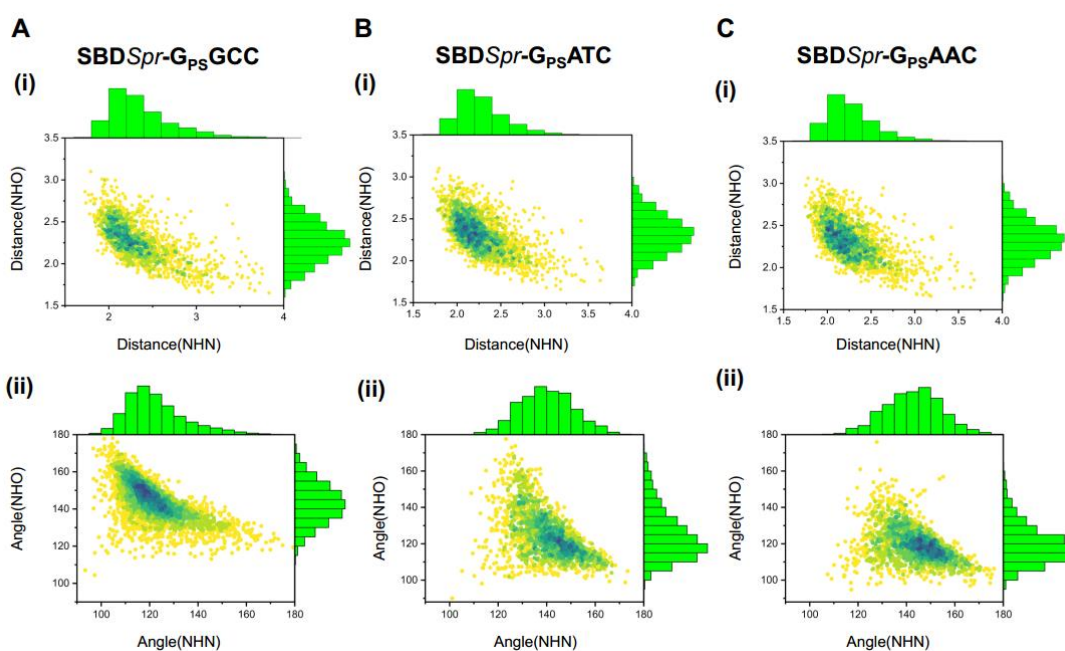 A
SBDSpr-GPSGCC
(i)
3.5
3.0
2.5
2.0
1.5
Distance(NHO)
2
3
4
Distance(NHN)
(ii)
180
160
140
120
100
Angle(NHO)
100
120
140
160
180
Angle(NHN)
B
SBDSpr-GPSATC
(i)
3.5
3.0
2.5
2.0
1.5
Distance(NHO)
1.5
2.0
2.5
3.0
3.5
4.0
Distance(NHN)
(ii)
180
160
140
120
100
Angle(NHO)
100
120
140
160
180
Angle(NHN)
C
SBDSpr-GPSAAC
(i)
3.5
3.0
2.5
2.0
1.5
Distance(NHO)
1.5
2.0
2.5
3.0
3.5
4.0
Distance(NHN)
(ii)
180
160
140
120
100
Angle(NHO)
100
120
140
160
180
Angle(NHN)